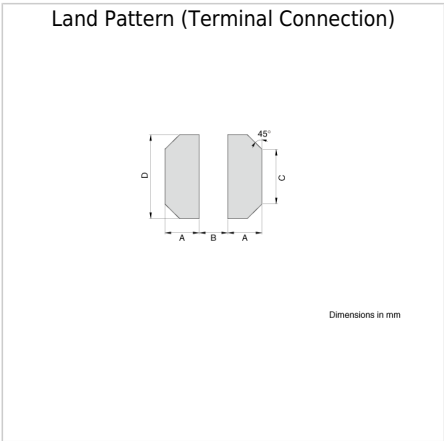 Land Pattern (Terminal Connection)
45°
D
C
A B A
Dimensions in mm